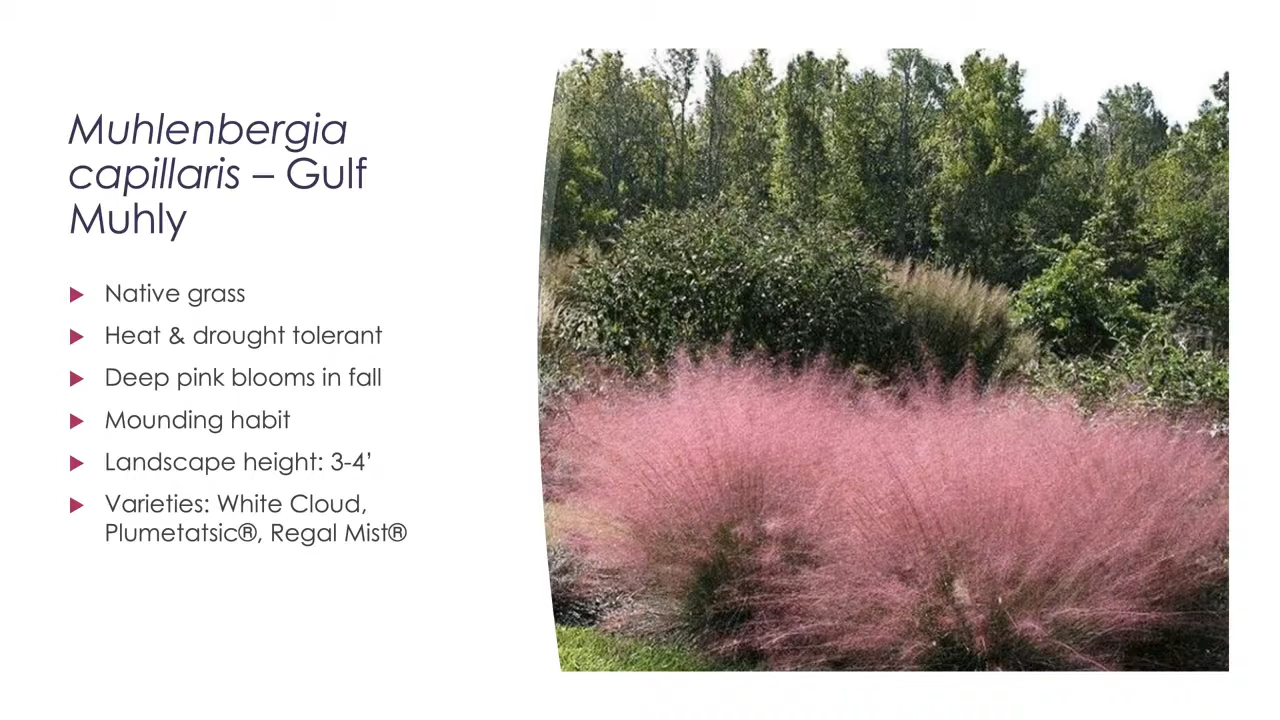 Muhlenbergia
capillaris – Gulf
Muhly
Native grass
Heat & drought tolerant
Deep pink blooms in fall
Mounding habit
Landscape height: 3-4’
Varieties: White Cloud,
Plumetatsic®, Regal Mist®